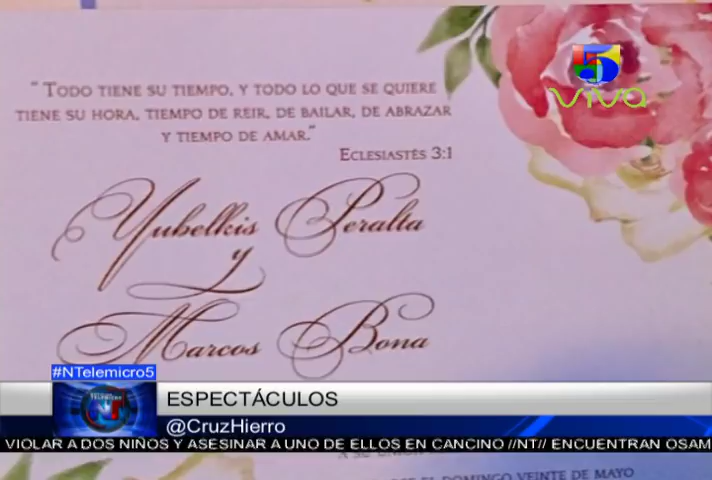 5
VIVA
“TODO TIENE SU TIEMPO, Y TODO LO QUE SE QUIERE
TIENE SU HORA, TIEMPO DE REIR, DE BAILAR, DE ABRAZAR
Y TIEMPO DE AMAR.”
ECLESIASTÉS 3:1
Yubelkis Peralta
y
Marcos Bona
#NTelemicro5
NT
ESPECTÁCULOS
@CruzHierro
VIOLAR A DOS NIÑOS Y ASESINAR A UNO DE ELLOS EN CANCINO //NT// ENCUENTRAN OSAM
DOMINGO VEINTE DE MAYO